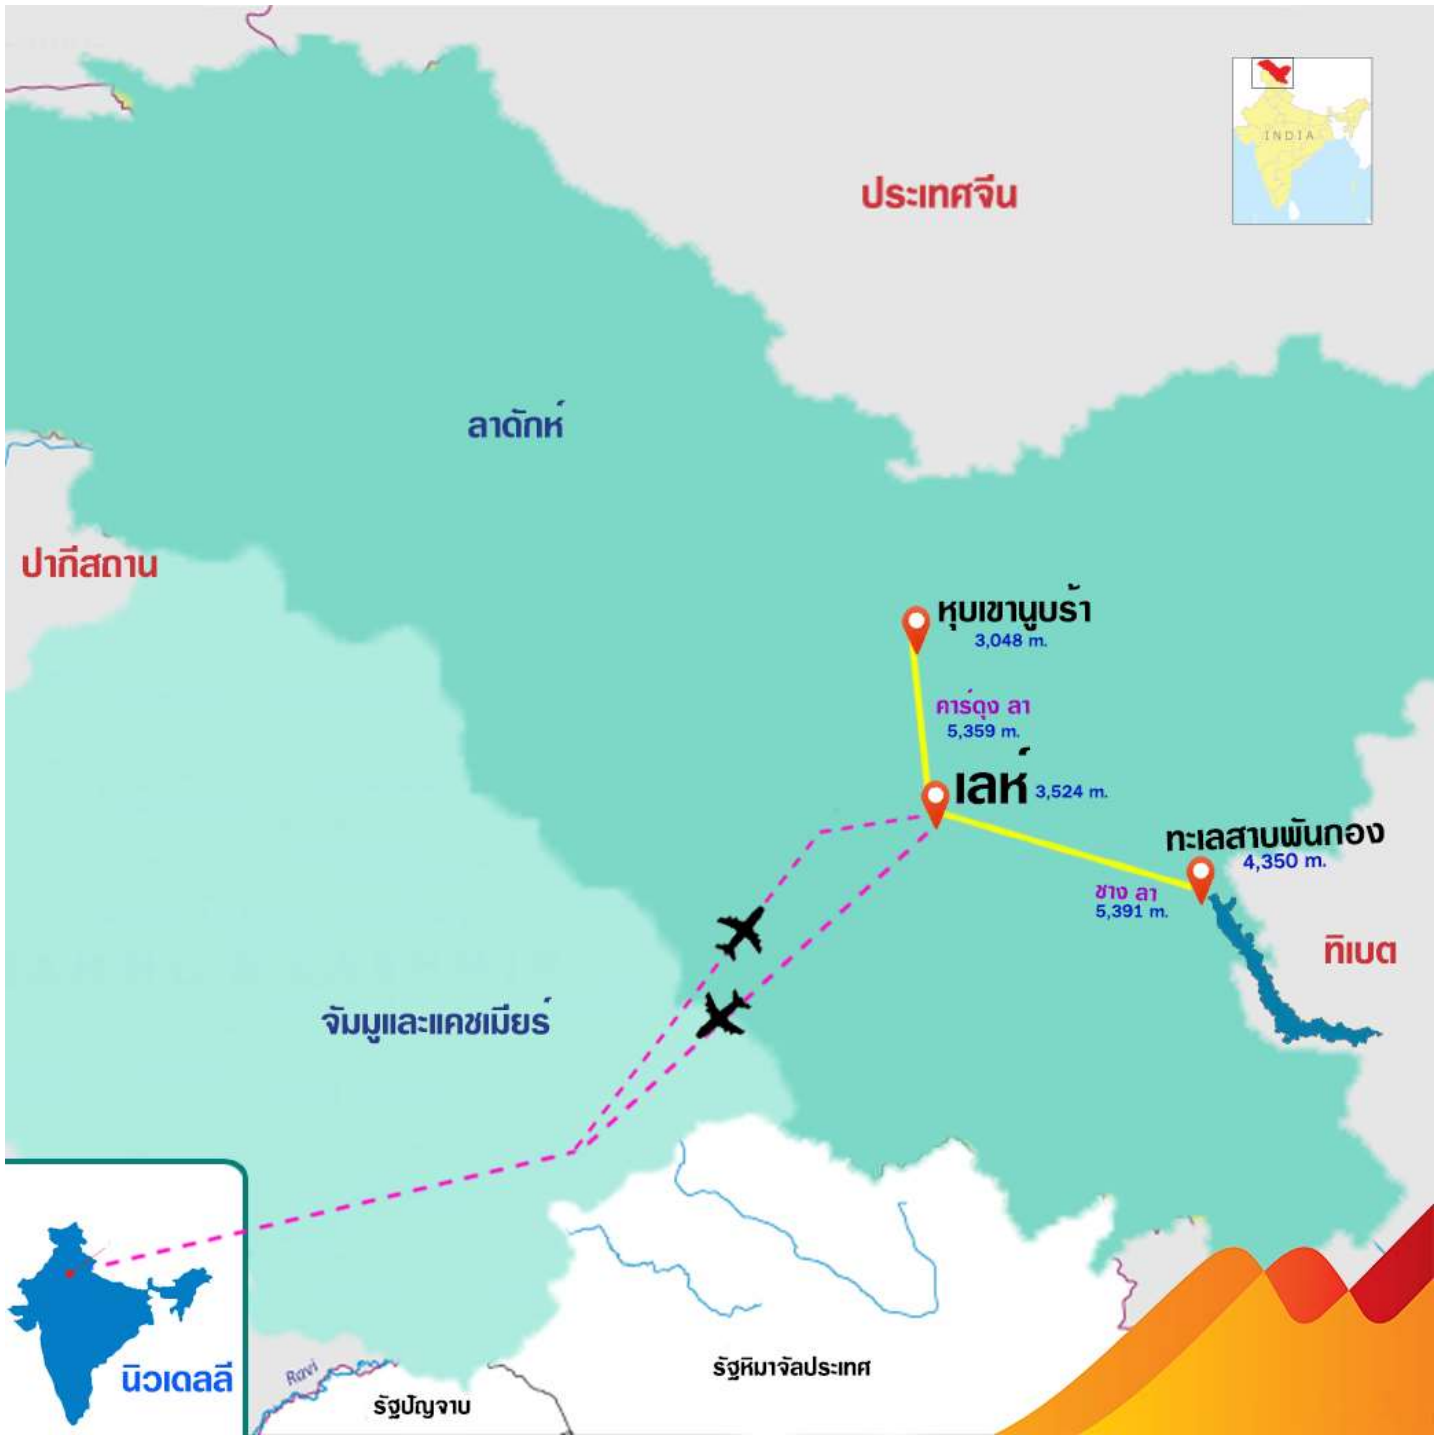 INDIA
ประเทศจีน
ลาดักห์
ปากีสถาน
หุบเขานูบร้า
3,048 m.
คาร์ดุง ลา
5,359 m.
เลห์ 3,524 m.
ทะเลสาบพันกอง
4,350 m.
ชาง ลา
5,391 m.
ทิเบต
จัมมูและแคชเมียร์
นิวเดลลี
Ravi
รัฐปัญจาบ
รัฐหิมาจัลประเทศ